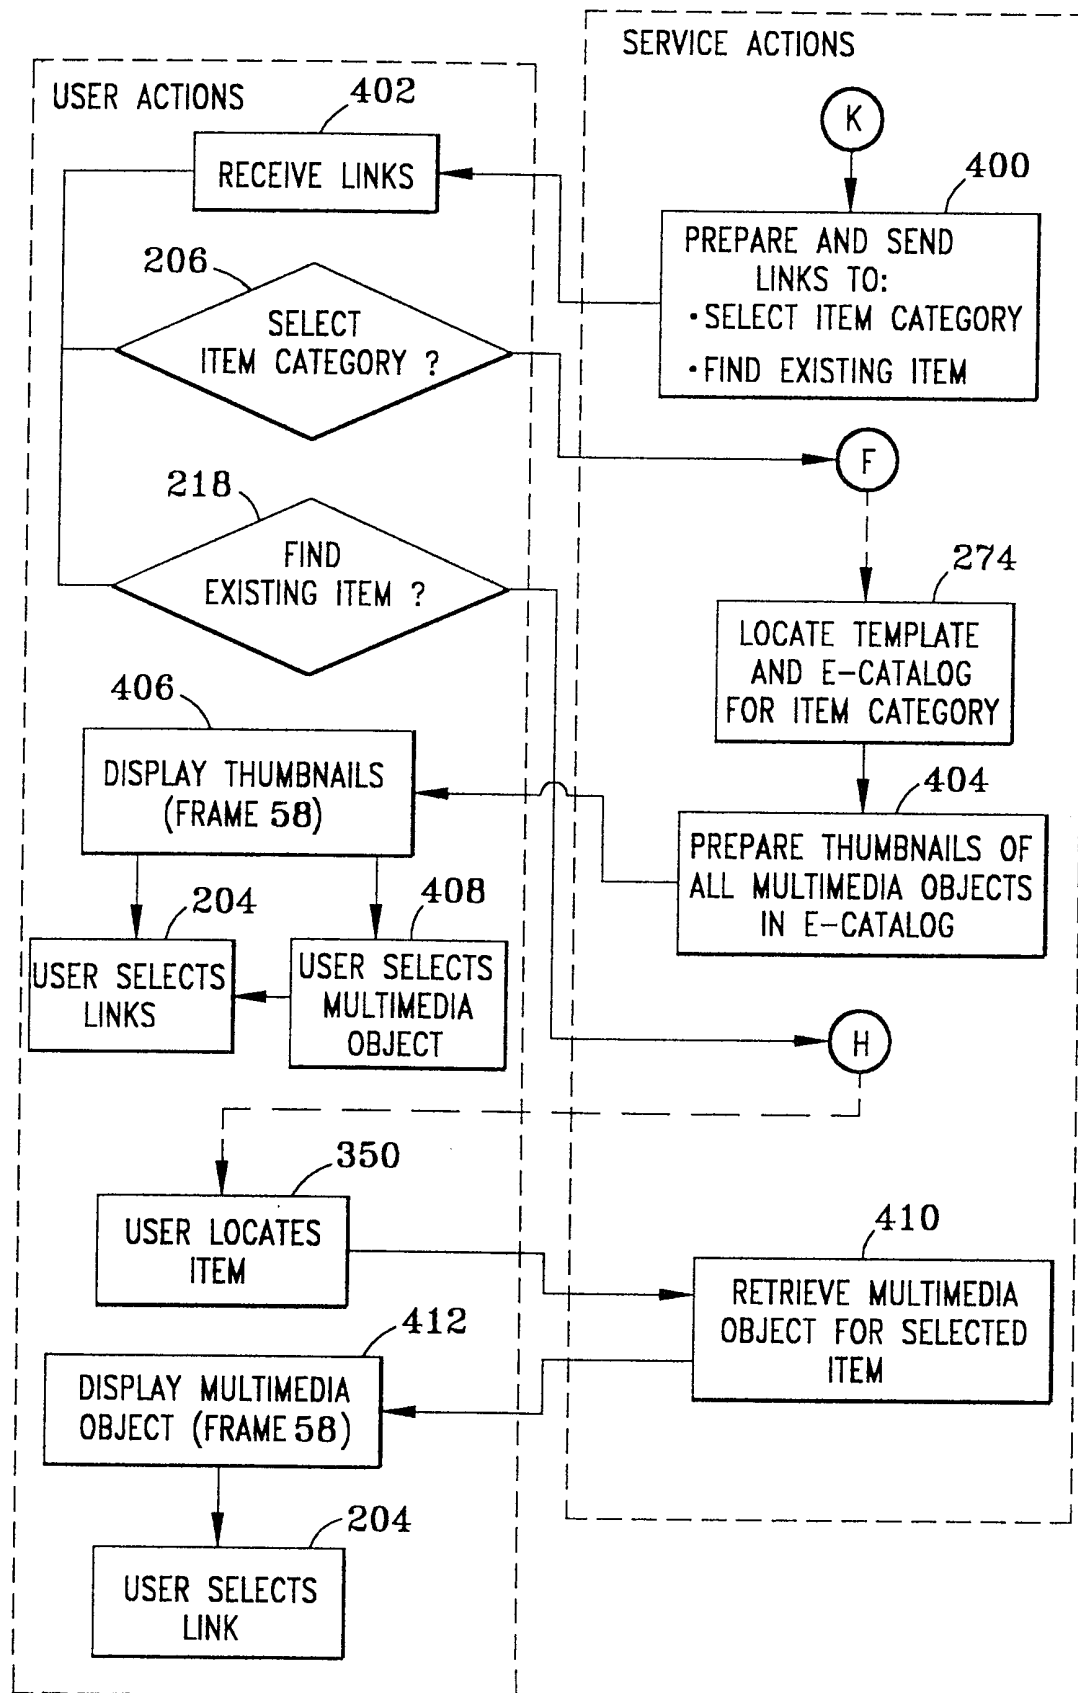 SERVICE ACTIONS
USER ACTIONS
402
K
RECEIVE LINKS
400
PREPARE AND SEND
LINKS TO:
• SELECT ITEM CATEGORY
• FIND EXISTING ITEM
206
SELECT
ITEM CATEGORY ?
F
218
FIND
EXISTING ITEM ?
274
LOCATE TEMPLATE
AND E-CATALOG
FOR ITEM CATEGORY
406
DISPLAY THUMBNAILS
(FRAME 58)
404
PREPARE THUMBNAILS OF
ALL MULTIMEDIA OBJECTS
IN E-CATALOG
204
USER SELECTS
LINKS
408
USER SELECTS
MULTIMEDIA
OBJECT
H
350
USER LOCATES
ITEM
410
RETRIEVE MULTIMEDIA
OBJECT FOR SELECTED
ITEM
412
DISPLAY MULTIMEDIA
OBJECT (FRAME 58)
204
USER SELECTS
LINK